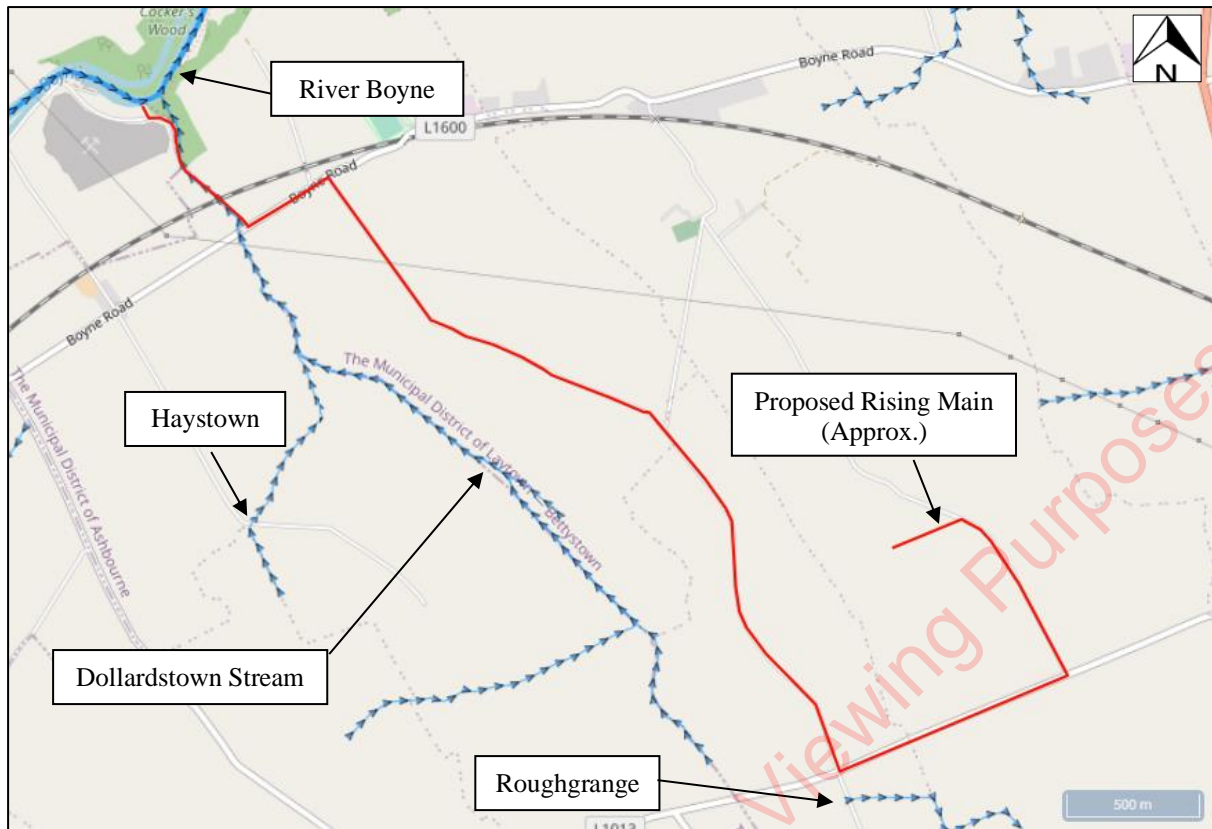 Cocker's
Wood
N
River Boyne
Boyne Road
L1600
Boyne Road
Boyne Road
The Municipal District of Laytown — Bettystown
The Municipal District of Ashbourne
Haystown
Proposed Rising Main
(Approx.)
Dollardstown Stream
Roughgrange
Viewing Purposes
500 m
L1013